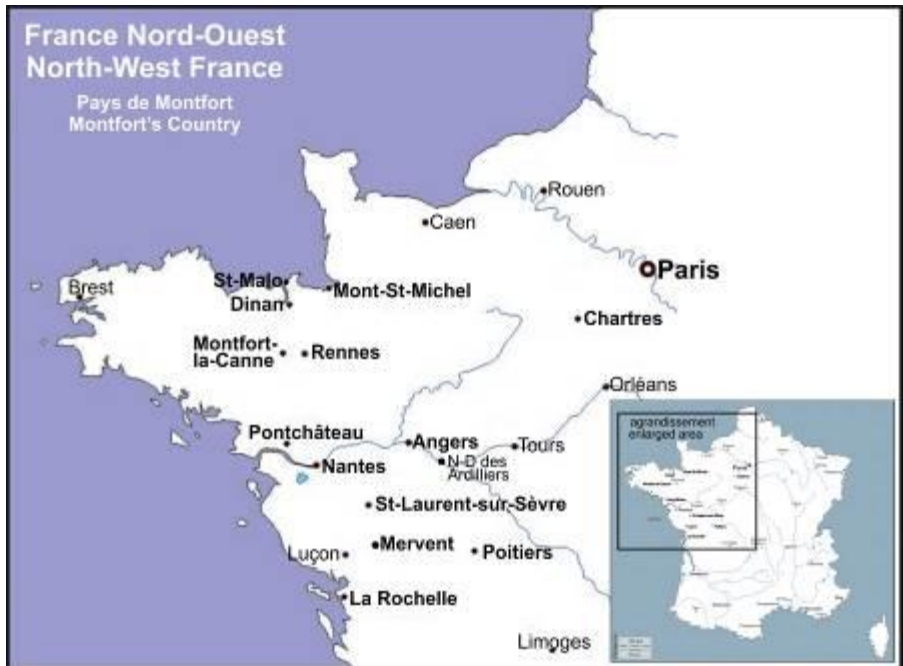 France Nord-Ouest
North-West France
Pays de Montfort
Montfort's Country
Rouen
Caen
Paris
St-Malo
Brest
Mont-St-Michel
Dinan
Chartres
Montfort-
la-Canne
Rennes
Orléans
agrandissement
enlarged area
Pontchâteau
Angers
Tours
N-D des
Ardilliers
Nantes
St-Laurent-sur-Sèvre
Mervent
Luçon
Poitiers
La Rochelle
Limoges